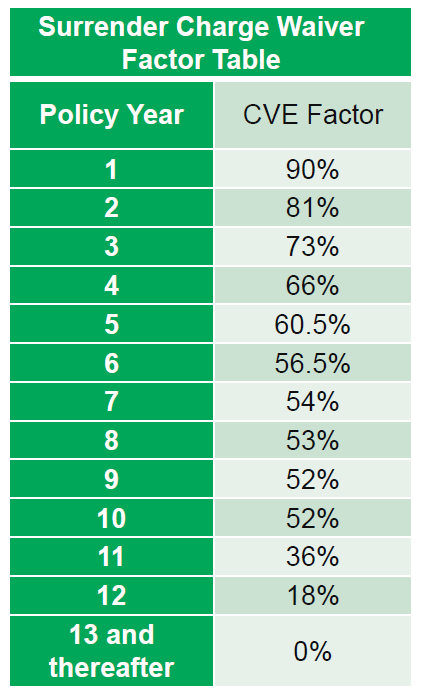 Surrender Charge Waiver
Factor Table
Policy Year CVE Factor
1 90%
2 81%
3 73%
4 66%
5 60.5%
6 56.5%
7 54%
8 53%
9 52%
10 52%
11 36%
12 18%
13 and
thereafter 0%